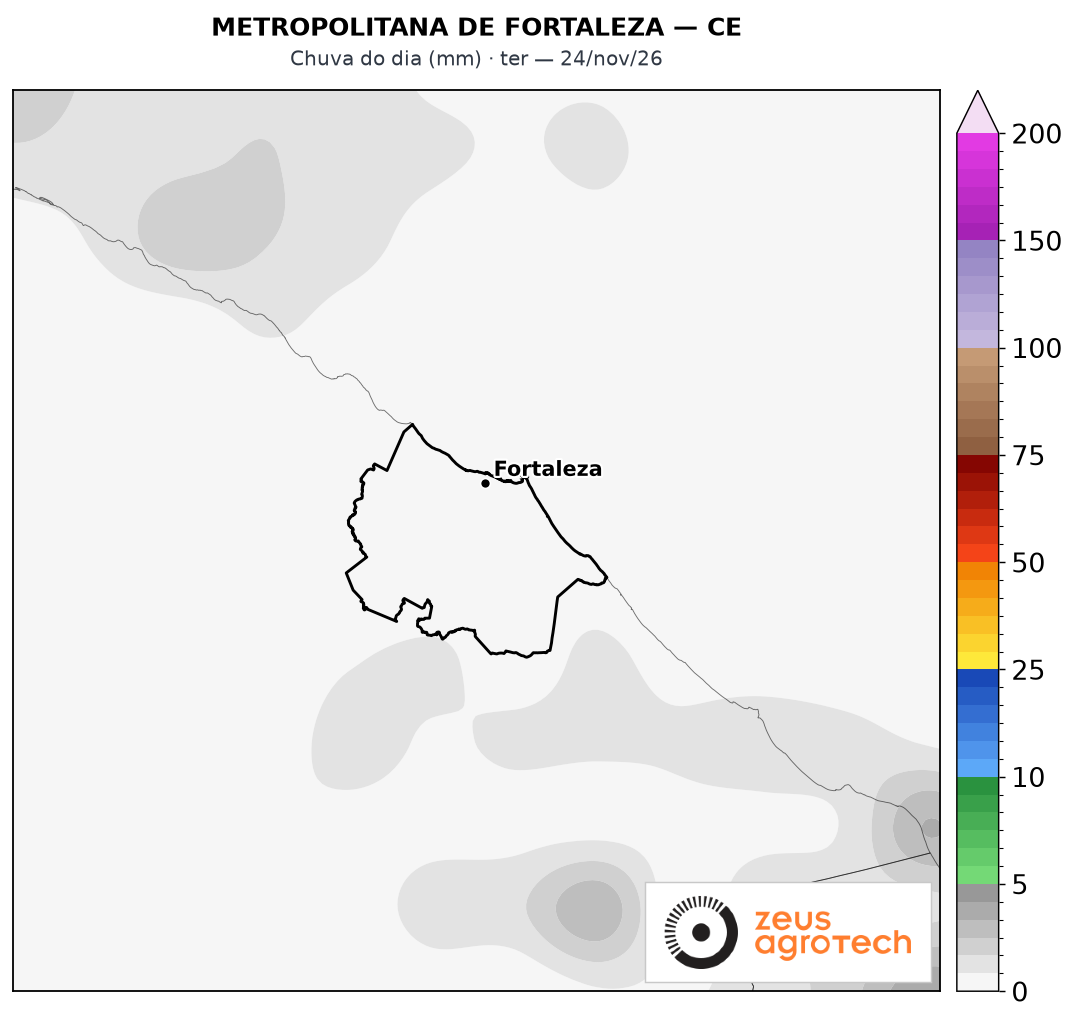 METROPOLITANA DE FORTALEZA — CE
Chuva do dia (mm) · ter — 24/nov/26
Fortaleza
200
150
100
75
50
25
10
5
0
zeus
agrotech